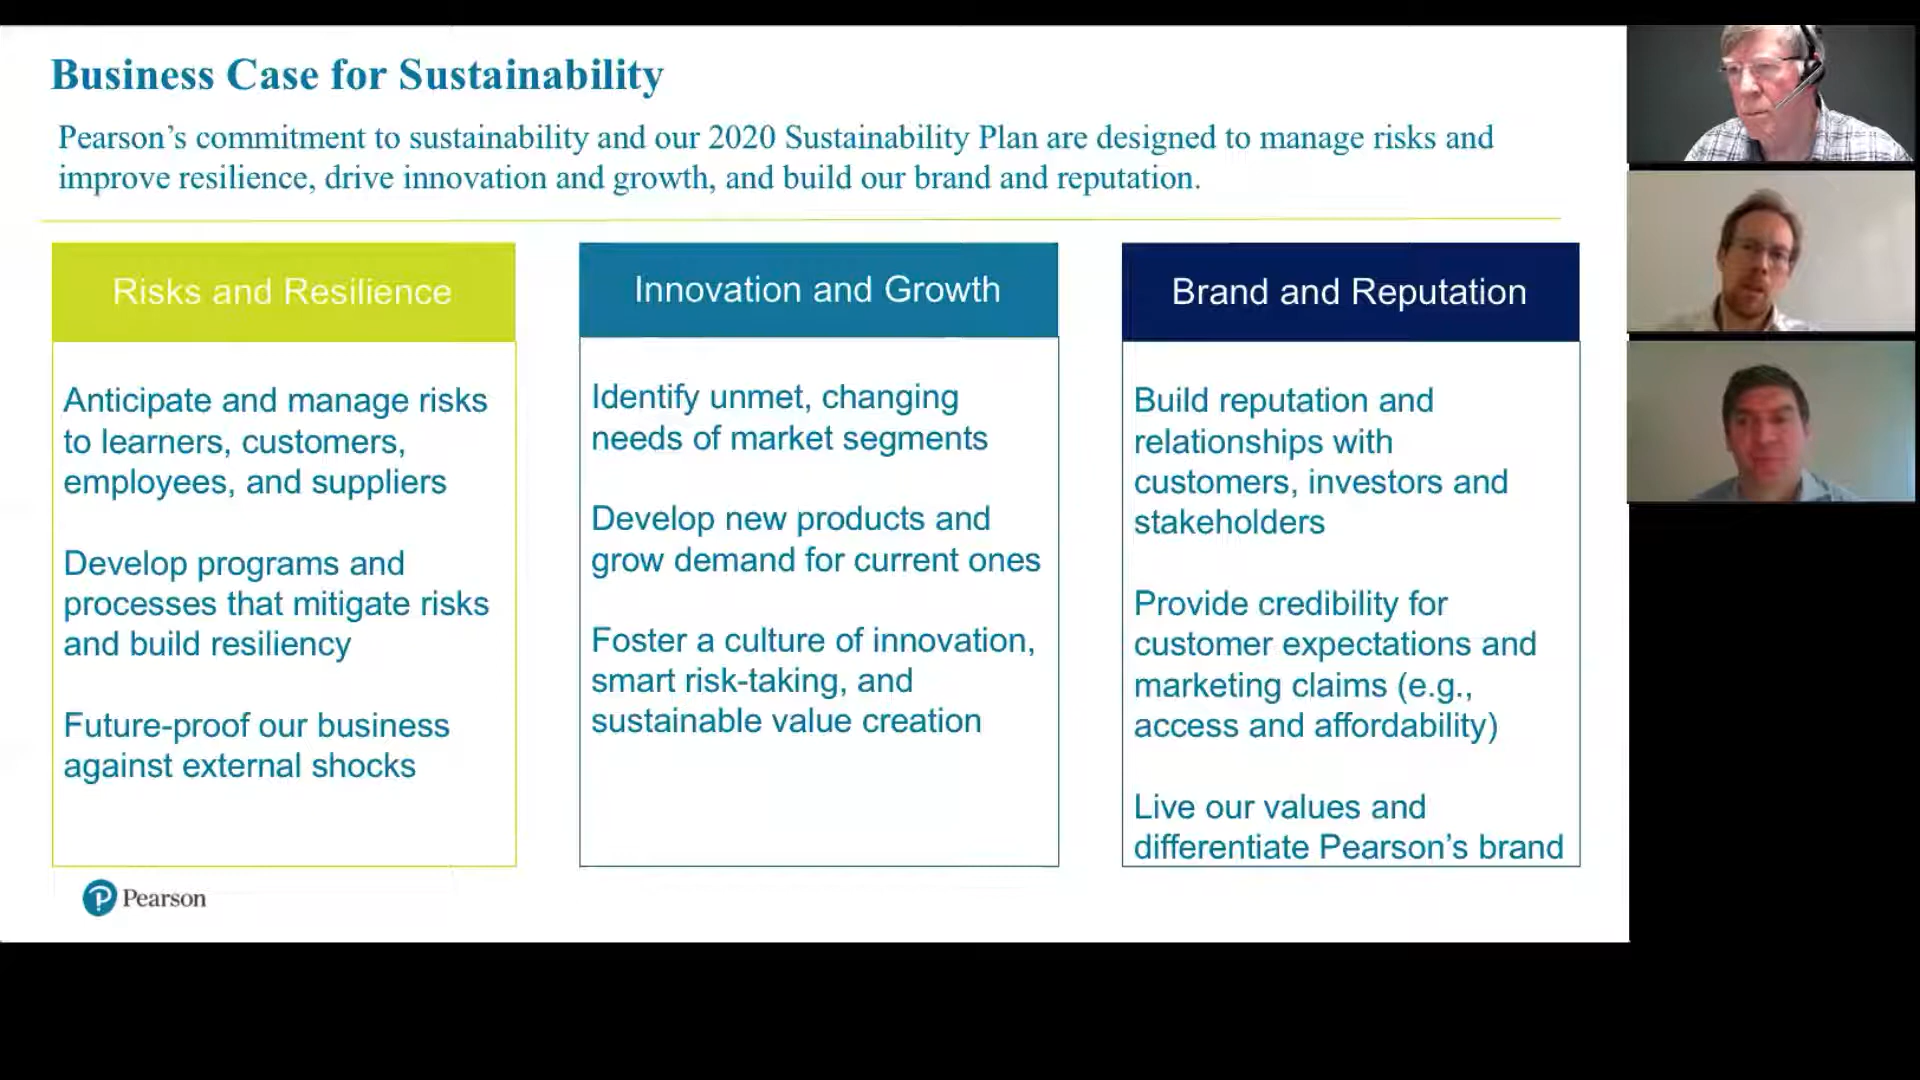 Business Case for Sustainability
Pearson’s commitment to sustainability and our 2020 Sustainability Plan are designed to manage risks and
improve resilience, drive innovation and growth, and build our brand and reputation.
Risks and Resilience
Anticipate and manage risks
to learners, customers,
employees, and suppliers
Develop programs and
processes that mitigate risks
and build resiliency
Future-proof our business
against external shocks
Innovation and Growth
Identify unmet, changing
needs of market segments
Develop new products and
grow demand for current ones
Foster a culture of innovation,
smart risk-taking, and
sustainable value creation
Brand and Reputation
Build reputation and
relationships with
customers, investors and
stakeholders
Provide credibility for
customer expectations and
marketing claims (e.g.,
access and affordability)
Live our values and
differentiate Pearson’s brand
Pearson